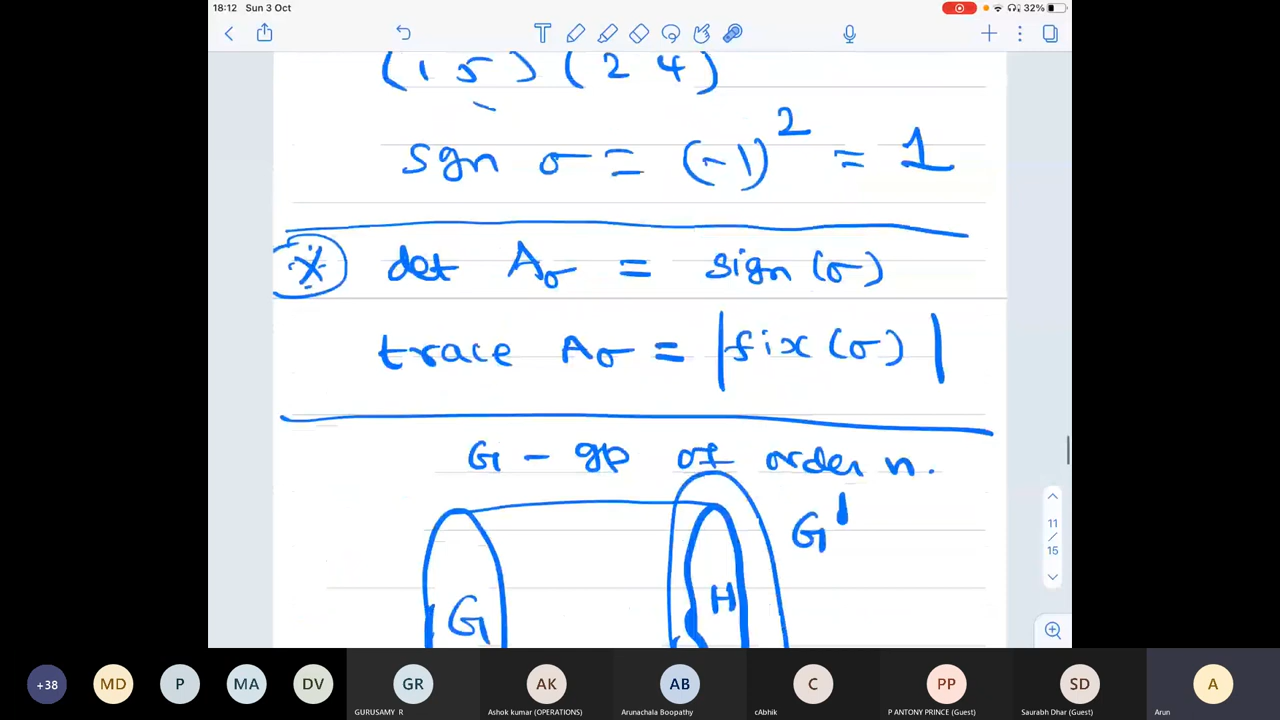 18:12 Sun 3 Oct
32%
(1 5) (2 4)
sgn σ = (-1)^2 = 1
* det A_σ = sign(σ)
trace A_σ = |fix(σ)|
G - gp of order n.
G'
G H
11
/
15
+38 MD P MA DV GR AK AB C PP SD A
GURUSAMY R Ashok kumar (OPERATIONS) Arunachala Boopathy cAbhik P ANTONY PRINCE (Guest) Saurabh Dhar (Guest) Arun